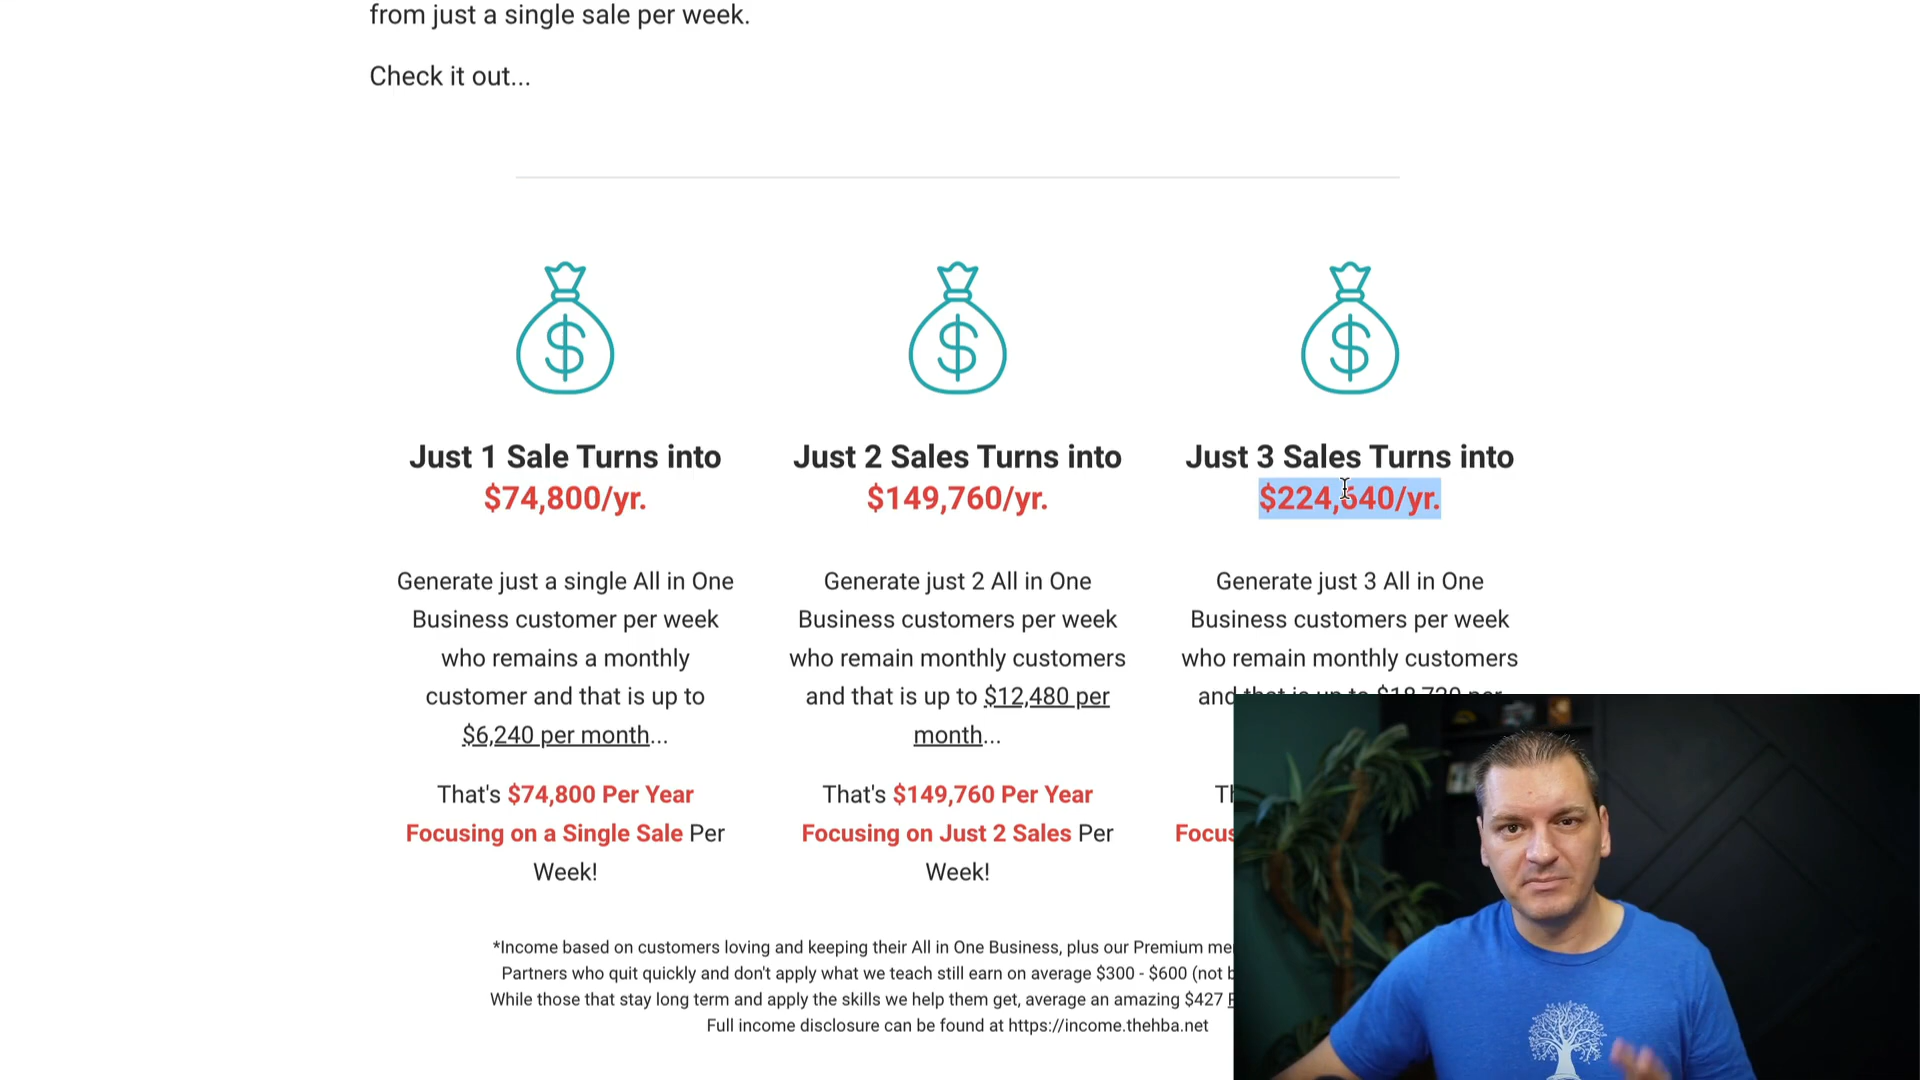 from just a single sale per week.
Check it out...
Just 1 Sale Turns into
$74,800/yr.
Generate just a single All in One
Business customer per week
who remains a monthly
customer and that is up to
$6,240 per month...
That's $74,800 Per Year
Focusing on a Single Sale Per
Week!
Just 2 Sales Turns into
$149,760/yr.
Generate just 2 All in One
Business customers per week
who remain monthly customers
and that is up to $12,480 per
month...
That's $149,760 Per Year
Focusing on Just 2 Sales Per
Week!
Just 3 Sales Turns into
$224,640/yr.
Generate just 3 All in One
Business customers per week
who remain monthly customers
and that is up to $18,720 per
*Income based on customers loving and keeping their All in One Business, plus our Premium
Partners who quit quickly and don't apply what we teach still earn on average $300 - $600 (not
While those that stay long term and apply the skills we help them get, average an amazing $427
Full income disclosure can be found at https://income.thehba.net